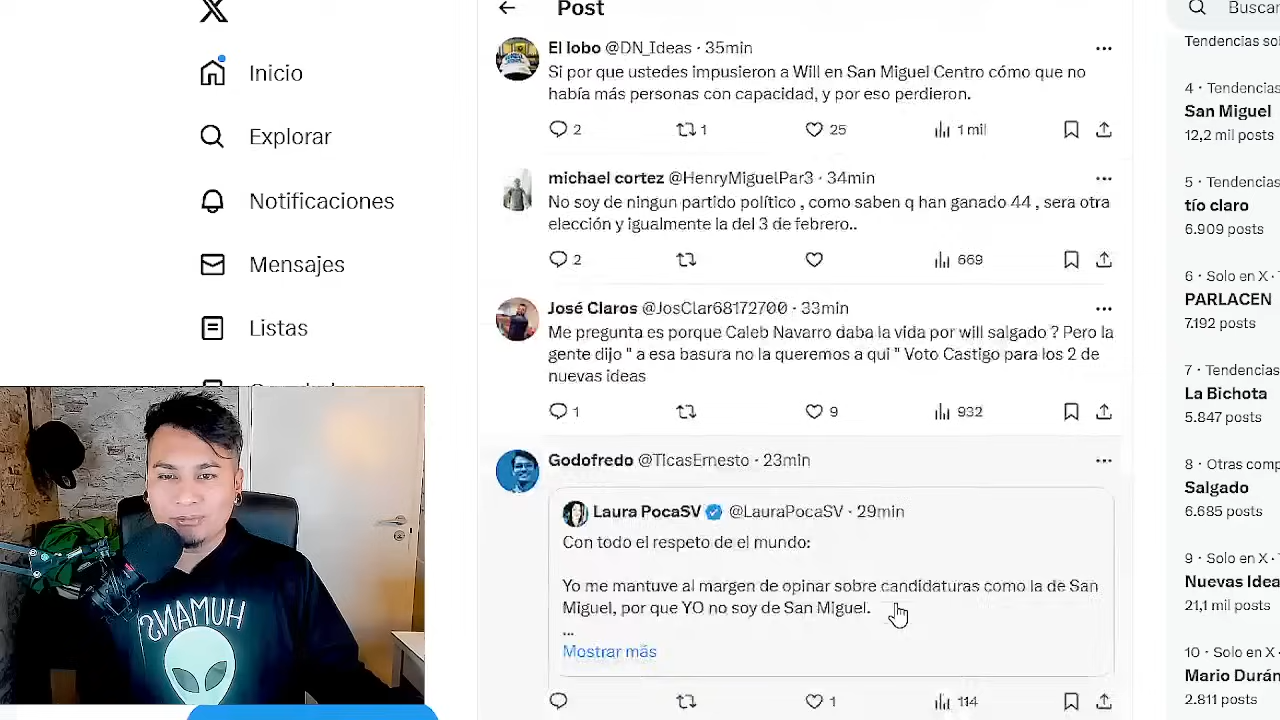 Post
Buscar
Inicio
Explorar
Notificaciones
Mensajes
Listas
El lobo @DN_Ideas · 35min
Si por que ustedes impusieron a Will en San Miguel Centro cómo que no
había más personas con capacidad, y por eso perdieron.
2 1 25 1 mil
michael cortez @HenryMiguelPar3 · 34min
No soy de ningun partido político , como saben q han ganado 44 , sera otra
elección y igualmente la del 3 de febrero..
2 669
José Claros @JosClar68172700 · 33min
Me pregunta es porque Caleb Navarro daba la vida por will salgado ? Pero la
gente dijo " a esa basura no la queremos a qui " Voto Castigo para los 2 de
nuevas ideas
1 9 932
Godofredo @TicasErnesto · 23min
Laura PocaSV @LauraPocaSV · 29min
Con todo el respeto de el mundo:
Yo me mantuve al margen de opinar sobre candidaturas como la de San
Miguel, por que YO no soy de San Miguel.
...
Mostrar más
1 114
Tendencias
4 · Tendencias
San Miguel
12,2 mil posts
5 · Tendencias
tío claro
6.909 posts
6 · Solo en X ·
PARLACEN
7.192 posts
7 · Tendencias
La Bichota
5.847 posts
8 · Otras
Salgado
6.685 posts
9 · Solo en X ·
Nuevas
21,1 mil posts
10 · Solo en X ·
Mario Durán
2.811 posts
HUMANS